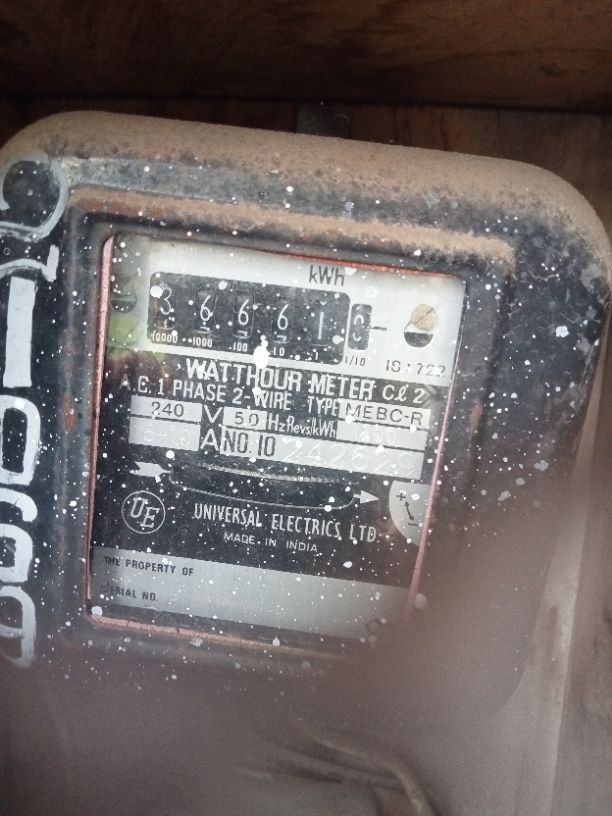 kWh
3 6 6 6 1
10000 1000 100 10 1 1/10
IS:722
WATTHOUR METER Cl 2
A.C. 1 PHASE 2-WIRE TYPE MEBC-R
240 V 50 Hz Revs/kWh
A NO. 10 242629
UE
UNIVERSAL ELECTRICS LTD
MADE IN INDIA
THE PROPERTY OF
SERIAL NO.